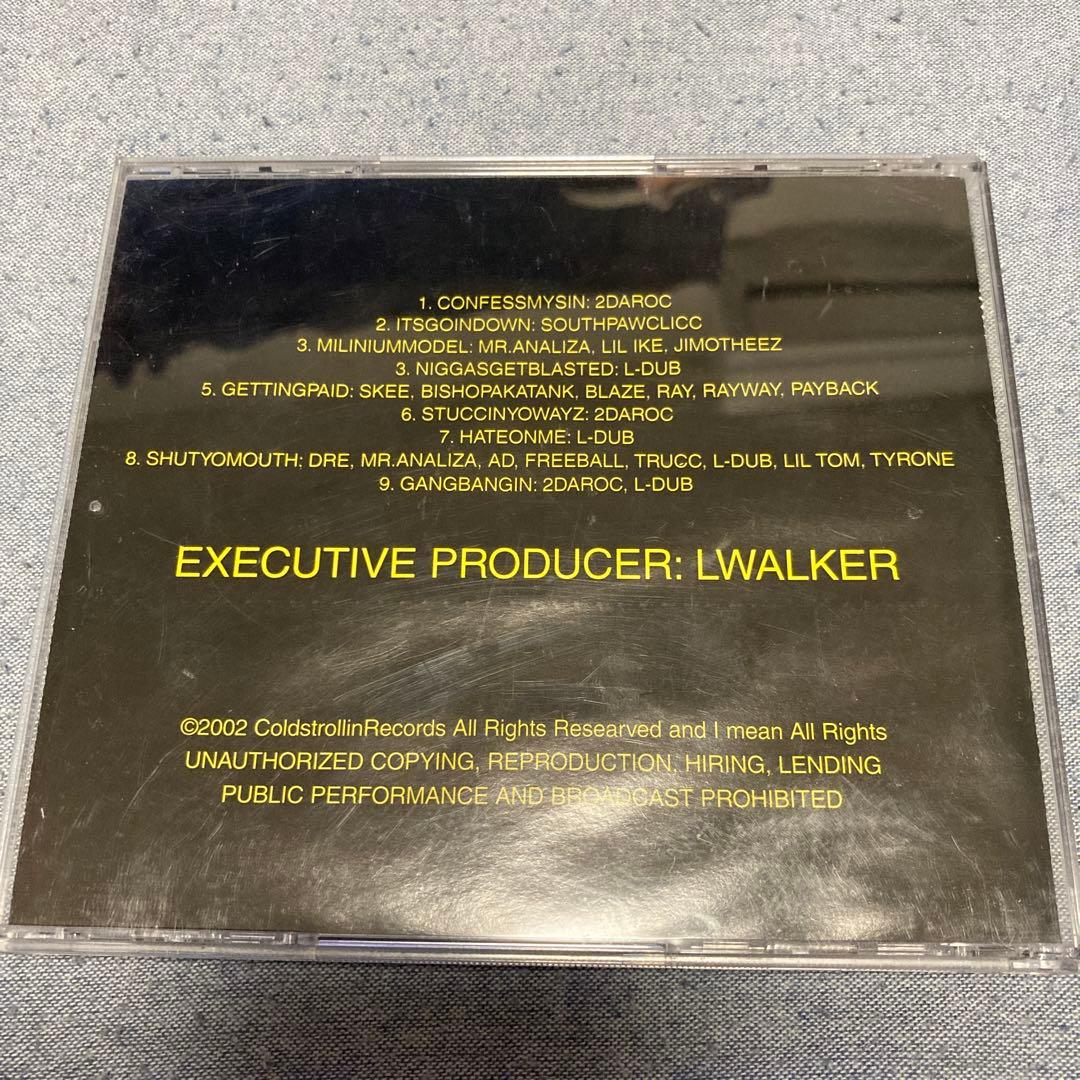 1. CONFESSMYSIN: 2DAROC
2. ITSGOINDOWN: SOUTHPAWCLICC
3. MILINIUMMODEL: MR.ANALIZA, LIL IKE, JIMOTHEEZ
3. NIGGASGETBLASTED: L-DUB
5. GETTINGPAID: SKEE, BISHOPAKATANK, BLAZE, RAY, RAYWAY, PAYBACK
6. STUCCINYOWAYZ: 2DAROC
7. HATEONME: L-DUB
8. SHUTYOMOUTH: DRE, MR.ANALIZA, AD, FREEBALL, TRUCC, L-DUB, LIL TOM, TYRONE
9. GANGBANGIN: 2DAROC, L-DUB
EXECUTIVE PRODUCER: LWALKER
©2002 ColdstrollinRecords All Rights Researved and I mean All Rights
UNAUTHORIZED COPYING, REPRODUCTION, HIRING, LENDING
PUBLIC PERFORMANCE AND BROADCAST PROHIBITED